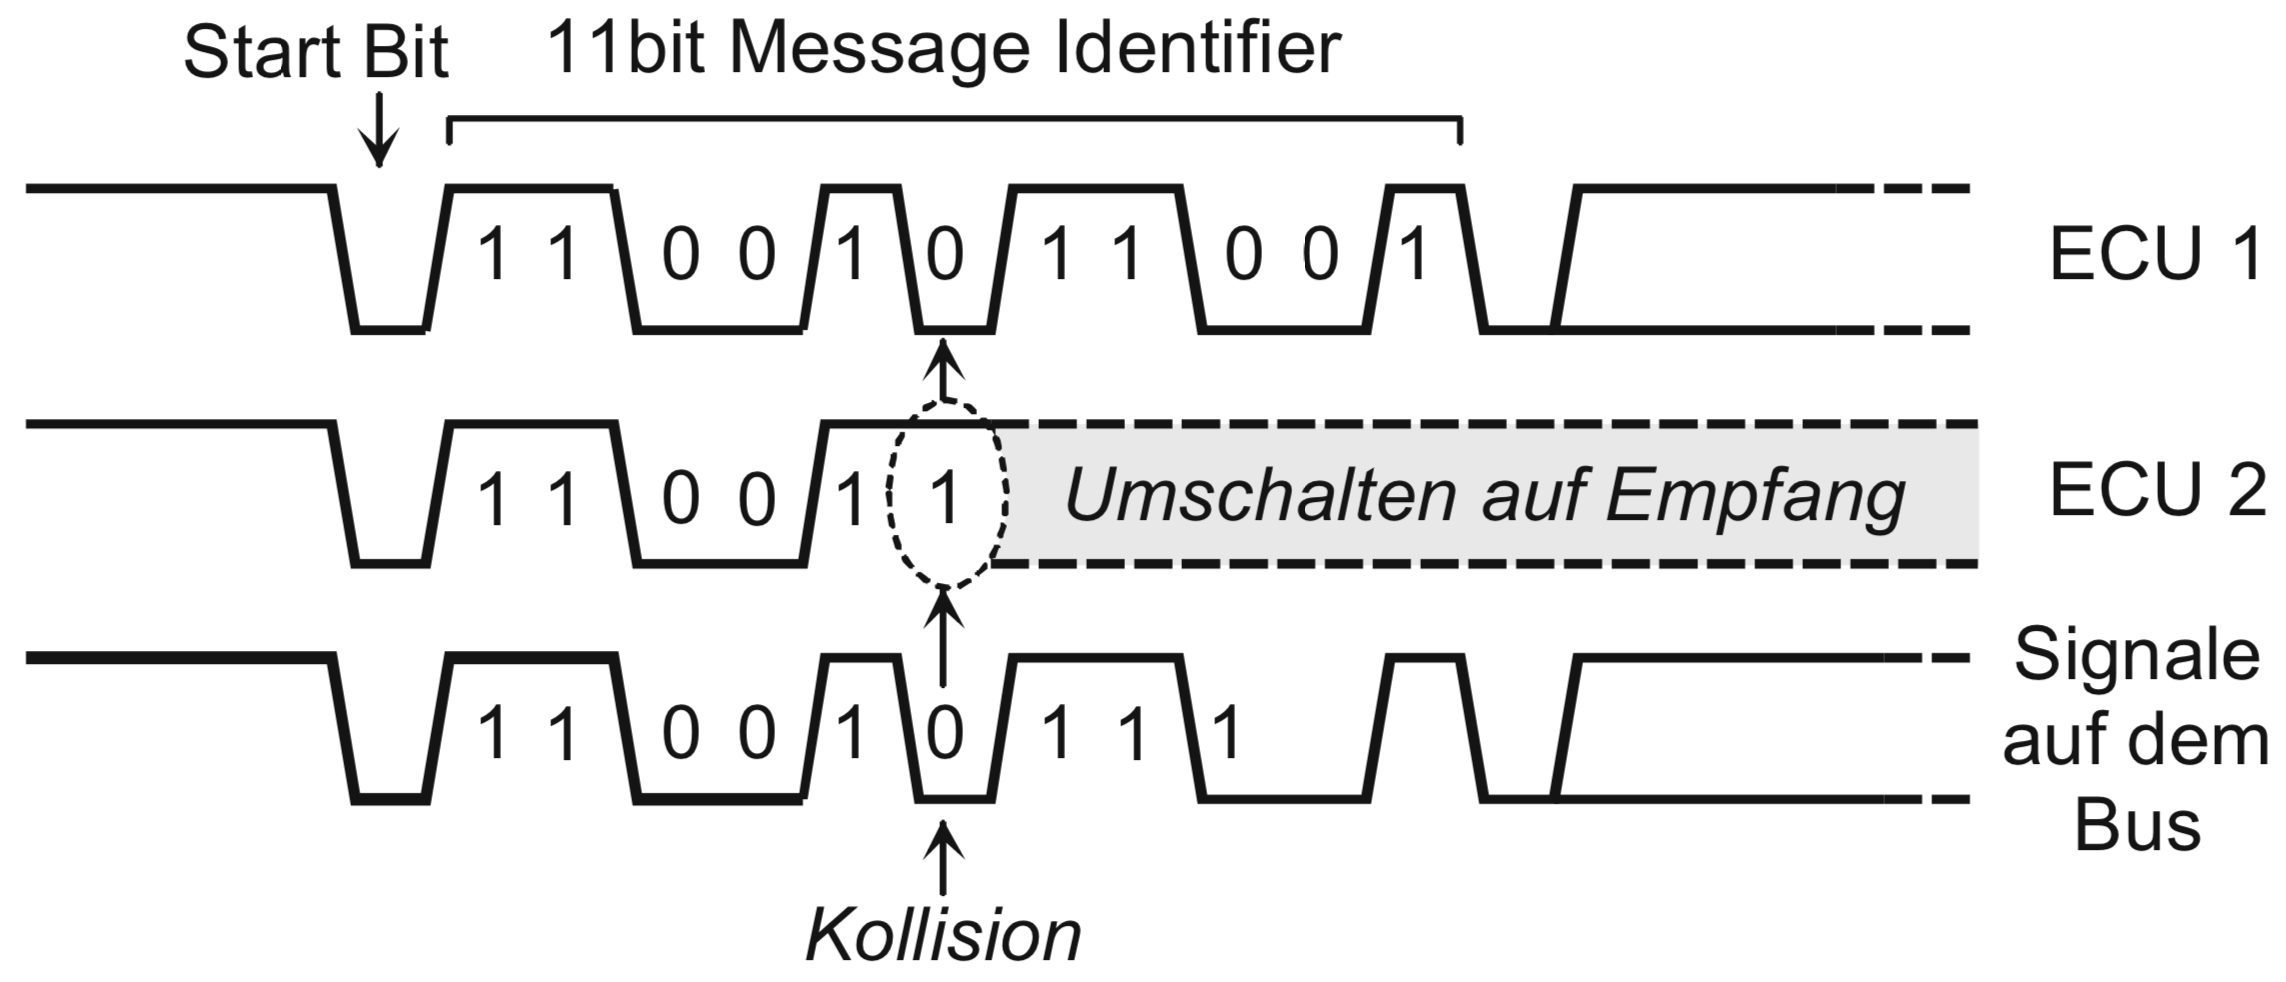 Start Bit 11bit Message Identifier
1 1 0 0 1 0 1 1 0 0 1 ECU 1
1 1 0 0 1 1 Umschalten auf Empfang ECU 2
1 1 0 0 1 0 1 1 1
Signale
auf dem
Bus
Kollision